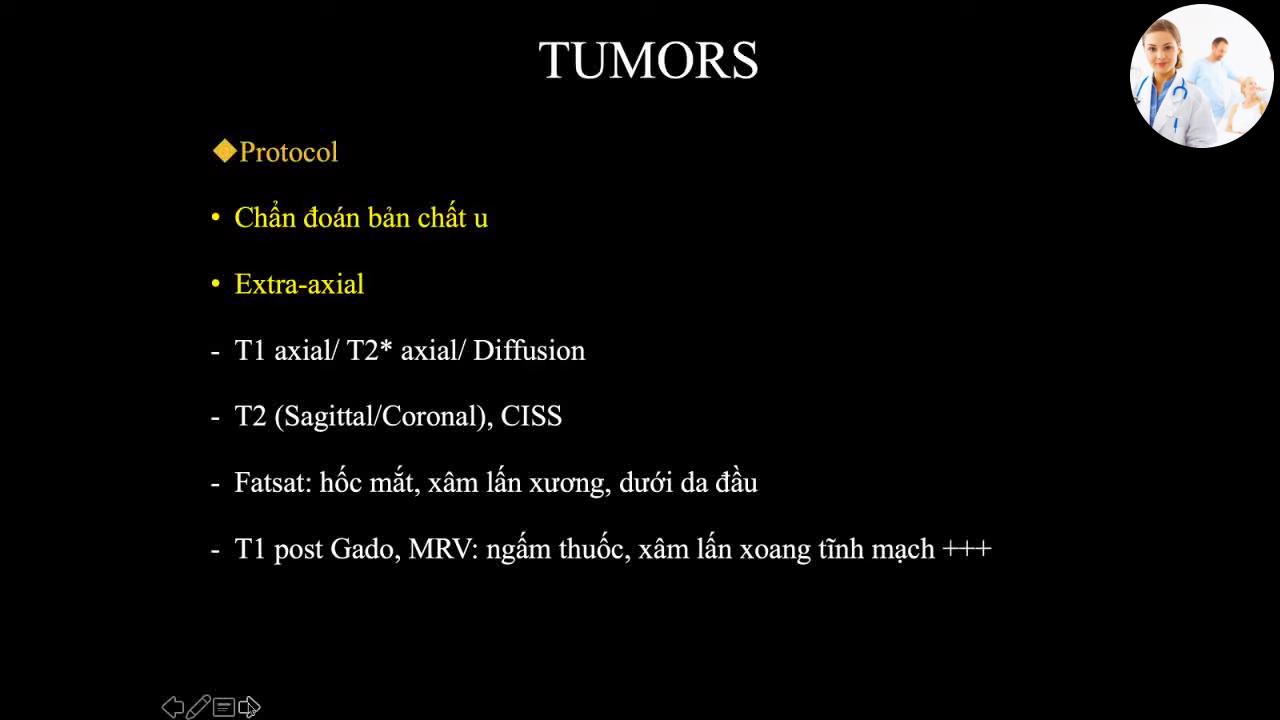 TUMORS
◆Protocol
• Chẩn đoán bản chất u
• Extra-axial
- T1 axial/ T2* axial/ Diffusion
- T2 (Sagittal/Coronal), CISS
- Fatsat: hốc mắt, xâm lấn xương, dưới da đầu
- T1 post Gado, MRV: ngấm thuốc, xâm lấn xoang tĩnh mạch +++